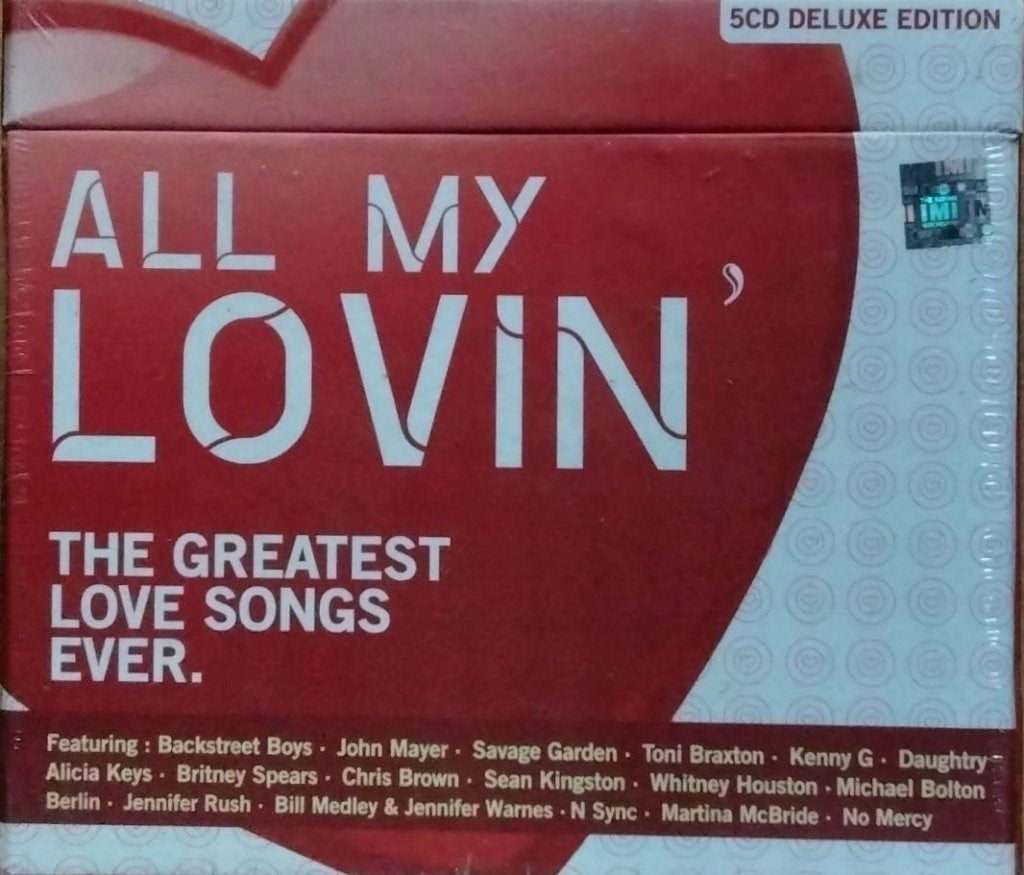 5CD DELUXE EDITION
IMI
ALL MY
LOVIN'
THE GREATEST
LOVE SONGS
EVER.
Featuring : Backstreet Boys · John Mayer · Savage Garden · Toni Braxton · Kenny G · Daughtry
Alicia Keys · Britney Spears · Chris Brown · Sean Kingston · Whitney Houston · Michael Bolton
Berlin · Jennifer Rush · Bill Medley & Jennifer Warnes · N Sync · Martina McBride · No Mercy